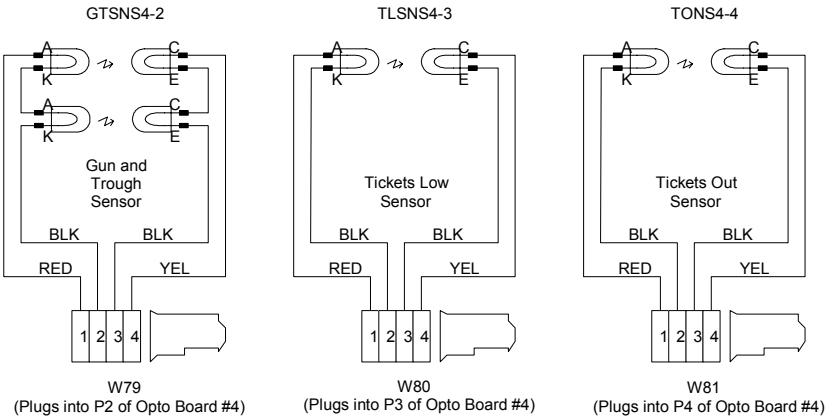 GTSNS4-2
A
C
K
E
A
C
K
E
Gun and
Trough
Sensor
BLK
BLK
RED
YEL
1 2 3 4
W79
(Plugs into P2 of Opto Board #4)
TLSNS4-3
A
C
K
E
Tickets Low
Sensor
BLK
BLK
RED
YEL
1 2 3 4
W80
(Plugs into P3 of Opto Board #4)
TONS4-4
A
C
K
E
Tickets Out
Sensor
BLK
BLK
RED
YEL
1 2 3 4
W81
(Plugs into P4 of Opto Board #4)